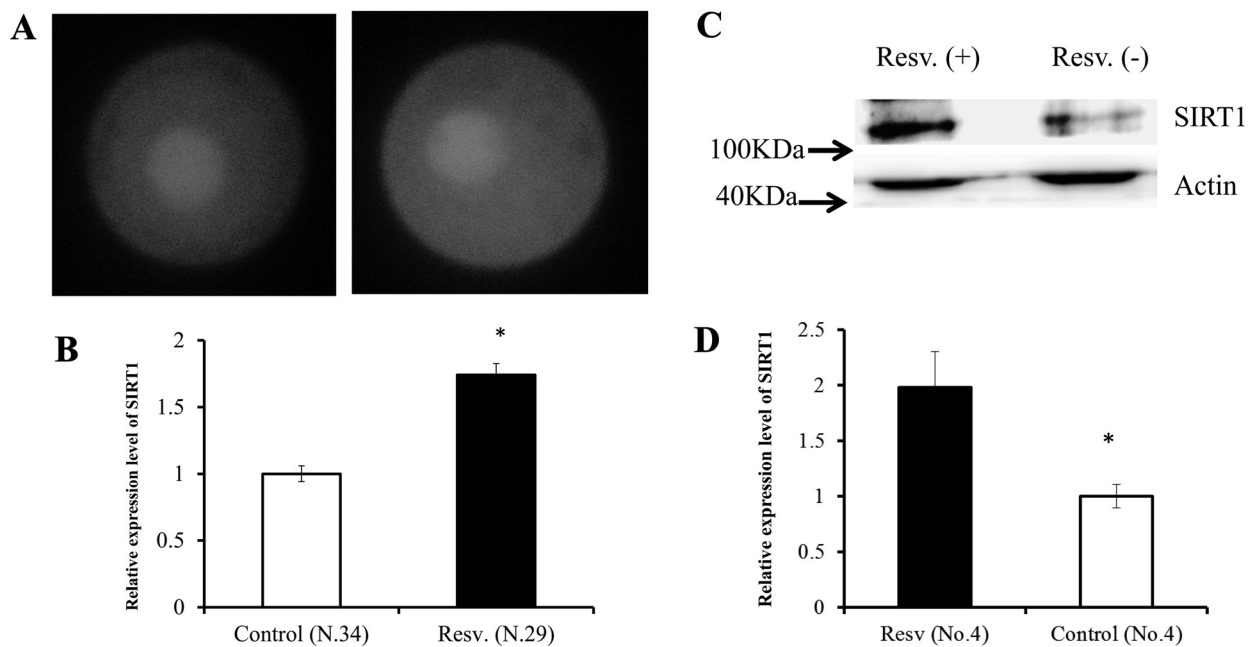 A
C
Resv. (+) Resv. (-)
SIRT1
100KDa
Actin
40KDa
B
Relative expression level of SIRT1
2
*
1.5
1
0.5
0
Control (N.34) Resv. (N.29)
D
Relative expression level of SIRT1
2.5
2
1.5
*
1
0.5
0
Resv (No.4) Control (No.4)